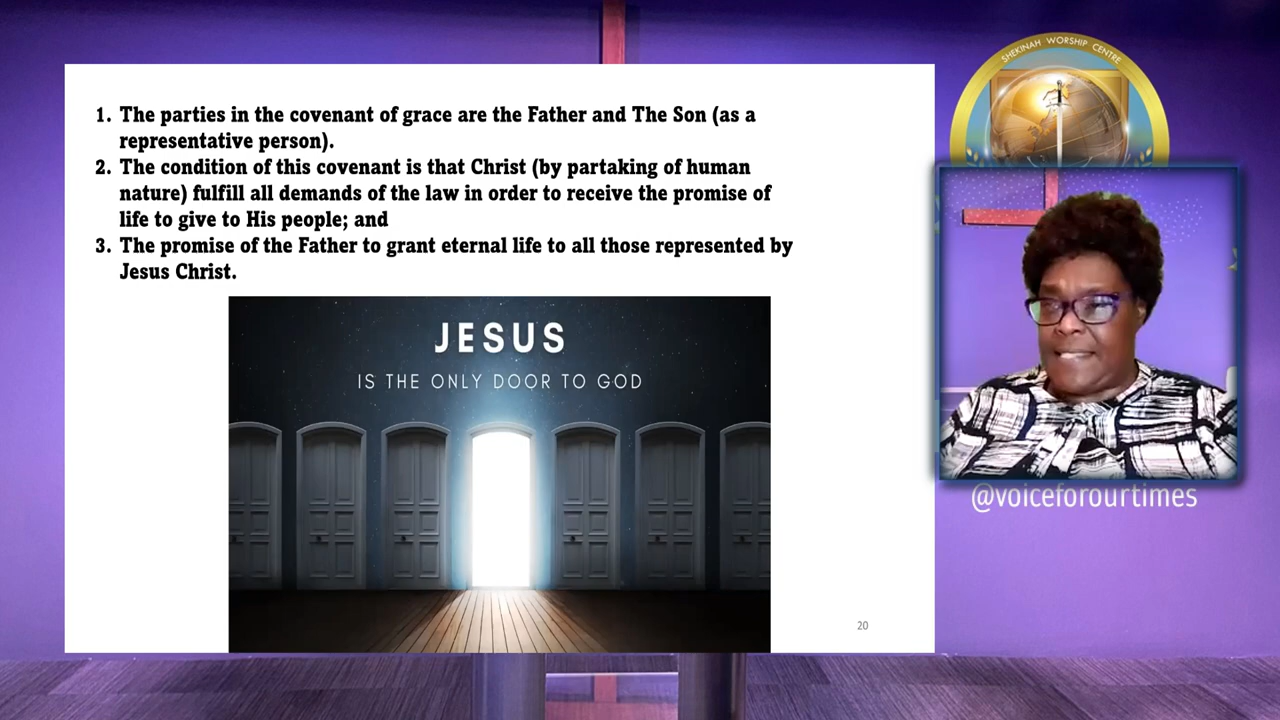 SHEKINAH WORSHIP CENTRE
1. The parties in the covenant of grace are the Father and The Son (as a
representative person).
2. The condition of this covenant is that Christ (by partaking of human
nature) fulfill all demands of the law in order to receive the promise of
life to give to His people; and
3. The promise of the Father to grant eternal life to all those represented by
Jesus Christ.
JESUS
IS THE ONLY DOOR TO GOD
@voiceforourtimes
20